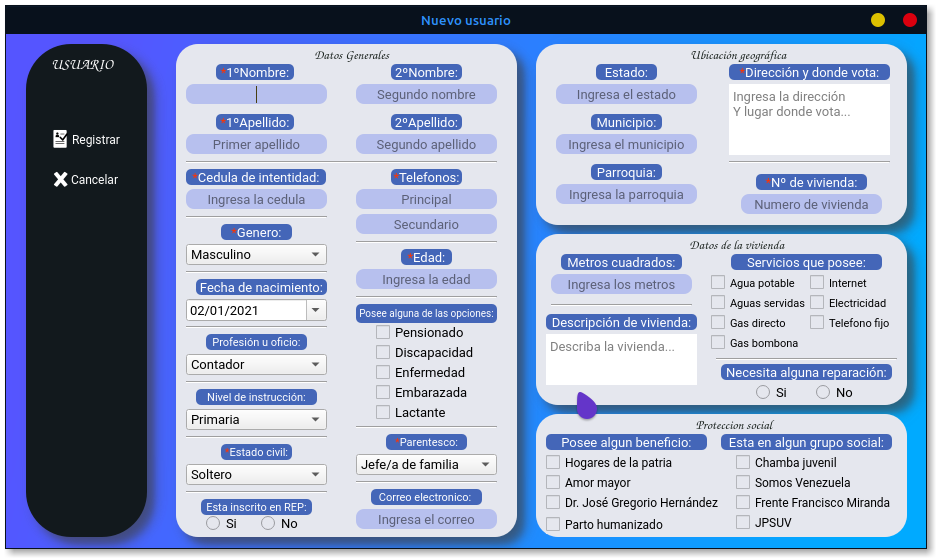 Nuevo usuario
USUARIO
Registrar
Cancelar
Datos Generales
*1ºNombre:
2ºNombre:
Segundo nombre
*1ºApellido:
2ºApellido:
Primer apellido
Segundo apellido
*Cedula de intentidad:
*Telefonos:
Ingresa la cedula
Principal
Secundario
*Genero:
Masculino
*Edad:
Ingresa la edad
Fecha de nacimiento:
02/01/2021
Posee alguna de las opciones:
Pensionado
Discapacidad
Enfermedad
Embarazada
Lactante
Profesión u oficio:
Contador
Nivel de instrucción:
Primaria
*Estado civil:
Soltero
*Parentesco:
Jefe/a de familia
Esta inscrito en REP:
Si
No
Correo electronico:
Ingresa el correo
Ubicación geográfica
Estado:
Ingresa el estado
Municipio:
Ingresa el municipio
Parroquia:
Ingresa la parroquia
*Dirección y donde vota:
Ingresa la dirección
Y lugar donde vota...
*Nº de vivienda:
Numero de vivienda
Datos de la vivienda
Metros cuadrados:
Ingresa los metros
Descripción de vivienda:
Describa la vivienda...
Servicios que posee:
Agua potable
Internet
Aguas servidas
Electricidad
Gas directo
Telefono fijo
Gas bombona
Necesita alguna reparación:
Si
No
Proteccion social
Posee algun beneficio:
Hogares de la patria
Amor mayor
Dr. José Gregorio Hernández
Parto humanizado
Esta en algun grupo social:
Chamba juvenil
Somos Venezuela
Frente Francisco Miranda
JPSUV